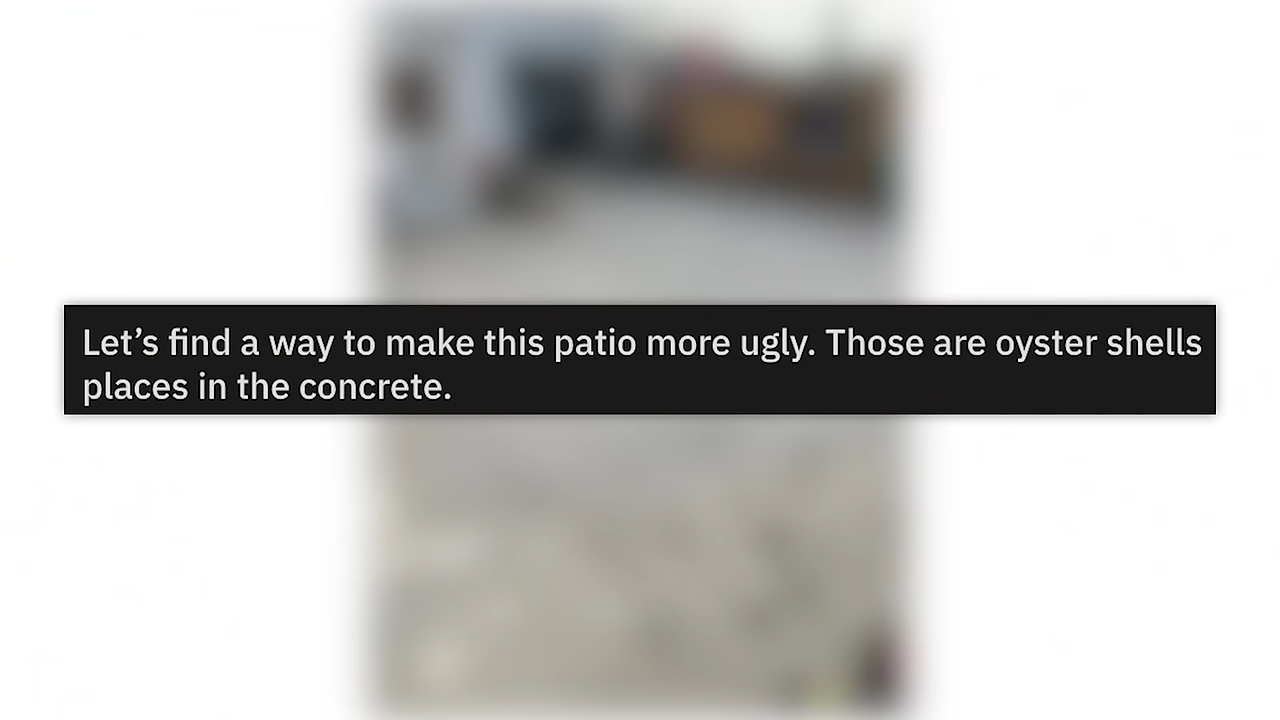 Let’s find a way to make this patio more ugly. Those are oyster shells
places in the concrete.